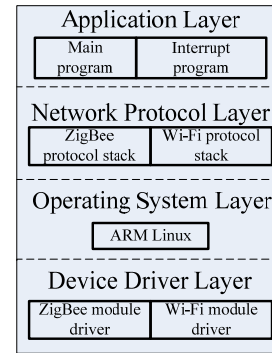 Application Layer
Main Interrupt
program program
Network Protocol Layer
ZigBee Wi-Fi protocol
protocol stack stack
Operating System Layer
ARM Linux
Device Driver Layer
ZigBee module Wi-Fi module
driver driver